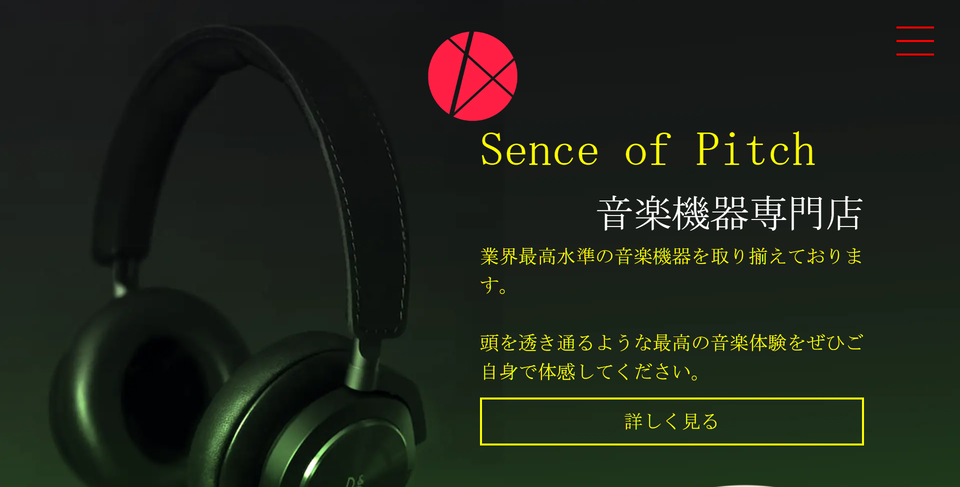 Sence of Pitch
音楽機器専門店
業界最高水準の音楽機器を取り揃えておりま
す。
頭を透き通るような最高の音楽体験をぜひご
自身で体感してください。
詳しく見る